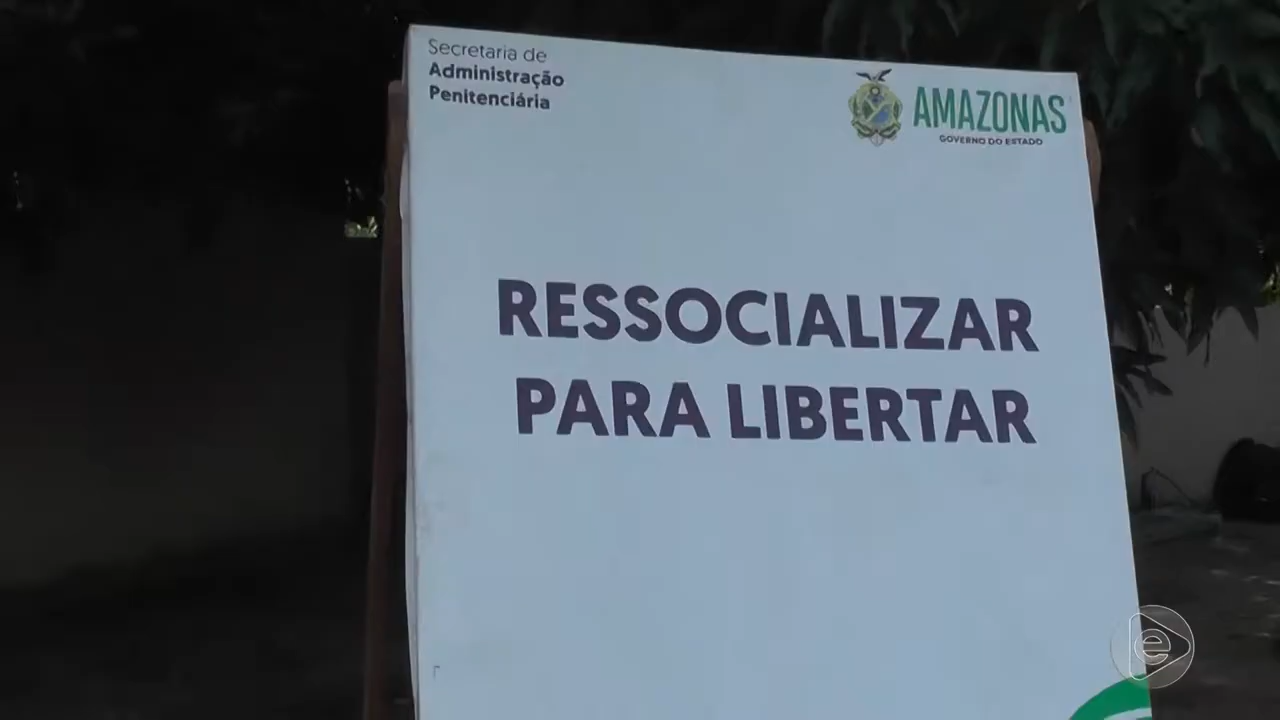 Secretaria de
Administração
Penitenciária
AMAZONAS
GOVERNO DO ESTADO
RESSOCIALIZAR
PARA LIBERTAR
e